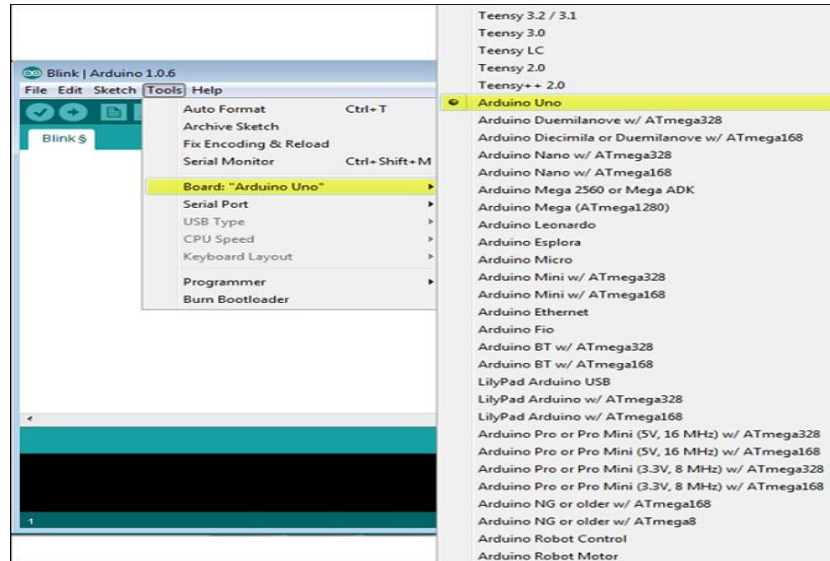 Blink | Arduino 1.0.6
File Edit Sketch Tools Help
Blink §
Auto Format Ctrl+T
Archive Sketch
Fix Encoding & Reload
Serial Monitor Ctrl+Shift+M
Board: "Arduino Uno"
Serial Port
USB Type
CPU Speed
Keyboard Layout
Programmer
Burn Bootloader
1
Teensy 3.2 / 3.1
Teensy 3.0
Teensy LC
Teensy 2.0
Teensy++ 2.0
Arduino Uno
Arduino Duemilanove w/ ATmega328
Arduino Diecimila or Duemilanove w/ ATmega168
Arduino Nano w/ ATmega328
Arduino Nano w/ ATmega168
Arduino Mega 2560 or Mega ADK
Arduino Mega (ATmega1280)
Arduino Leonardo
Arduino Esplora
Arduino Micro
Arduino Mini w/ ATmega328
Arduino Mini w/ ATmega168
Arduino Ethernet
Arduino Fio
Arduino BT w/ ATmega328
Arduino BT w/ ATmega168
LilyPad Arduino USB
LilyPad Arduino w/ ATmega328
LilyPad Arduino w/ ATmega168
Arduino Pro or Pro Mini (5V, 16 MHz) w/ ATmega328
Arduino Pro or Pro Mini (5V, 16 MHz) w/ ATmega168
Arduino Pro or Pro Mini (3.3V, 8 MHz) w/ ATmega328
Arduino Pro or Pro Mini (3.3V, 8 MHz) w/ ATmega168
Arduino NG or older w/ ATmega168
Arduino NG or older w/ ATmega8
Arduino Robot Control
Arduino Robot Motor